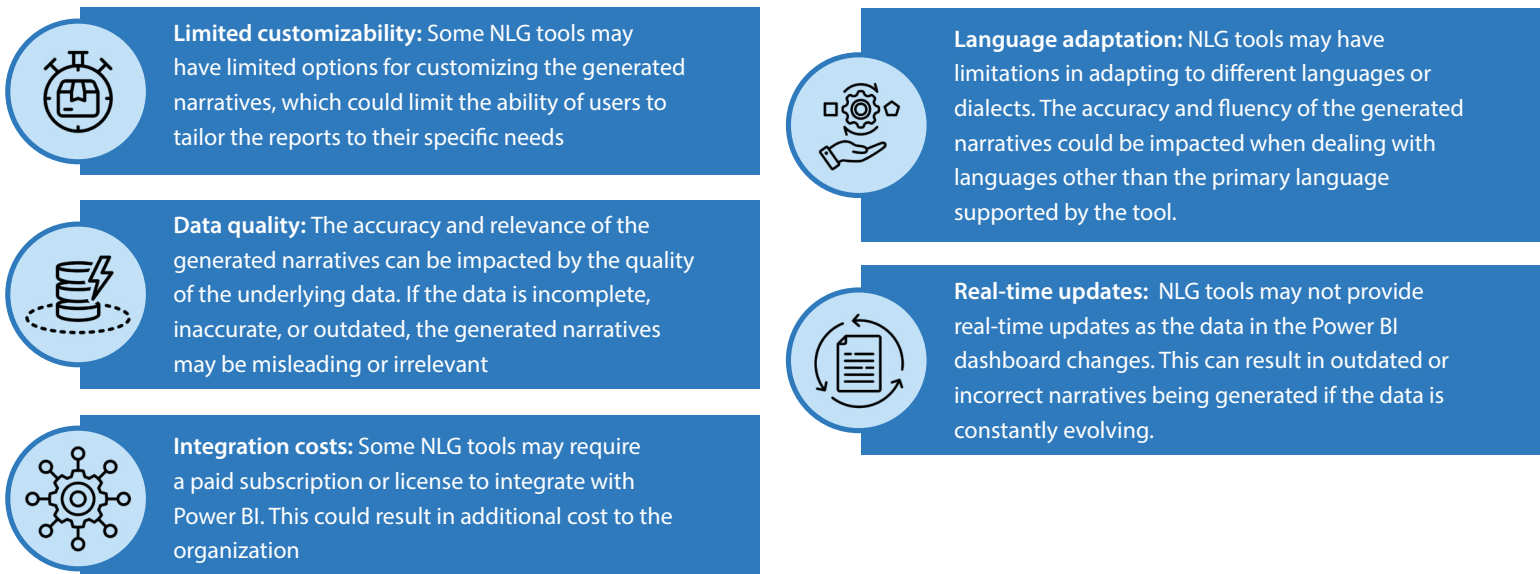 Limited customizability: Some NLG tools may
have limited options for customizing the generated
narratives, which could limit the ability of users to
tailor the reports to their specific needs
Data quality: The accuracy and relevance of the
generated narratives can be impacted by the quality
of the underlying data. If the data is incomplete,
inaccurate, or outdated, the generated narratives
may be misleading or irrelevant
Integration costs: Some NLG tools may require
a paid subscription or license to integrate with
Power BI. This could result in additional cost to the
organization
Language adaptation: NLG tools may have
limitations in adapting to different languages or
dialects. The accuracy and fluency of the generated
narratives could be impacted when dealing with
languages other than the primary language
supported by the tool.
Real-time updates: NLG tools may not provide
real-time updates as the data in the Power BI
dashboard changes. This can result in outdated or
incorrect narratives being generated if the data is
constantly evolving.